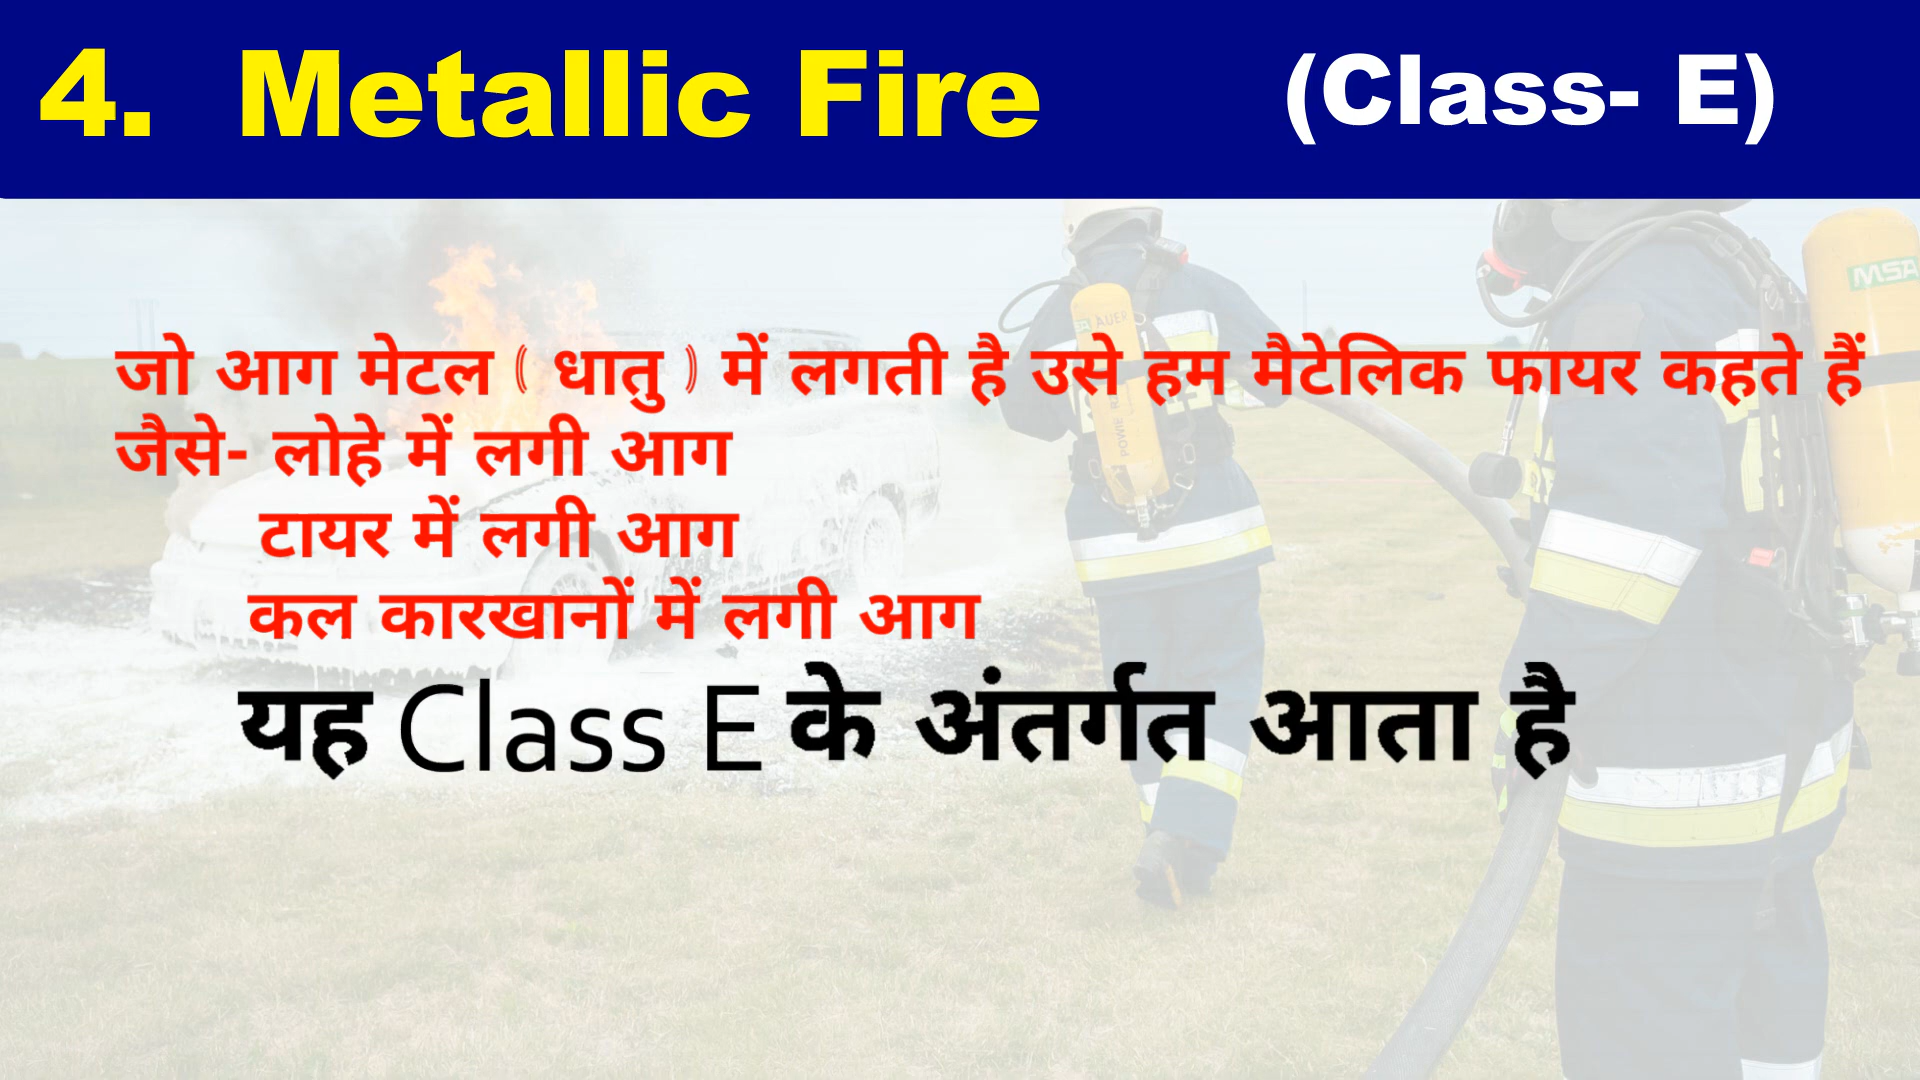 4. Metallic Fire (Class- E)
जो आग मेटल ( धातु ) में लगती है उसे हम मैटेलिक फायर कहते हैं
जैसे- लोहे में लगी आग
टायर में लगी आग
कल कारखानों में लगी आग
यह Class E के अंतर्गत आता है
MSA